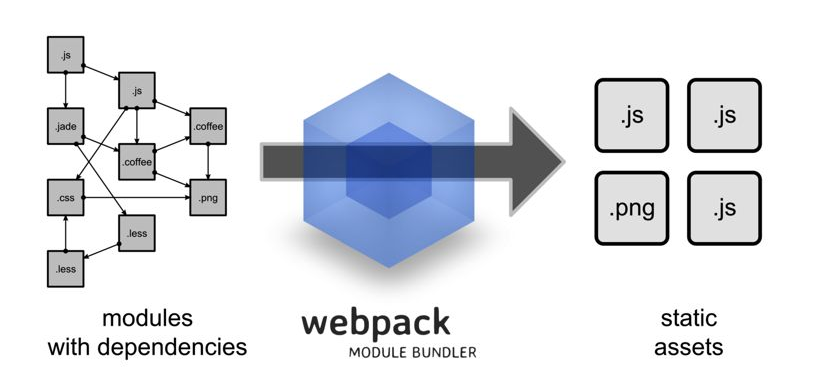 .js
.js
.jade
.coffee
.coffee
.css
.png
.less
.less
modules
with dependencies
webpack
MODULE BUNDLER
.js
.js
.png
.js
static
assets